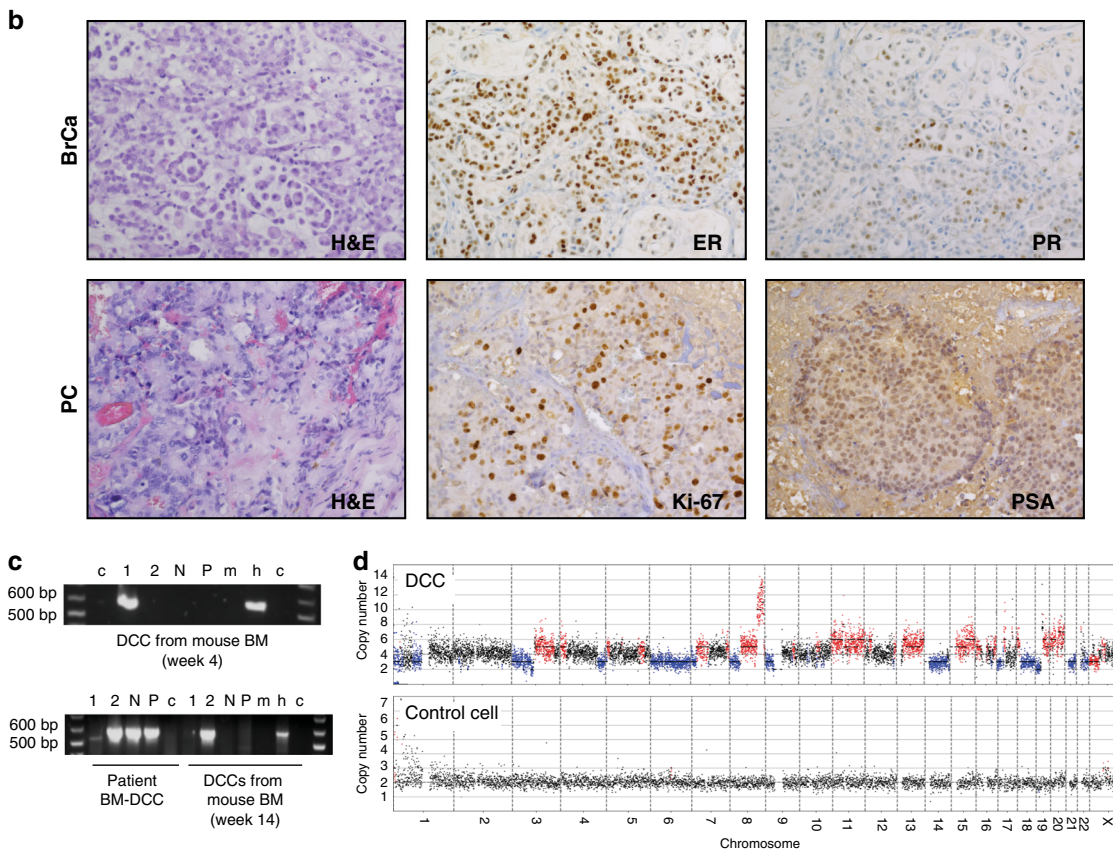 b
BrCa
H&E
ER
PR
PC
H&E
Ki-67
PSA
c
c 1 2 N P m h c
600 bp
500 bp
DCC from mouse BM
(week 4)
1 2 N P c 1 2 N P m h c
600 bp
500 bp
Patient
BM-DCC
DCCs from
mouse BM
(week 14)
d
DCC
Copy number
14
12
10
8
6
4
2
Control cell
Copy number
7
6
5
4
3
2
1
1 2 3 4 5 6 7 8 9 10 11 12 13 14 15 16 17 18 19 20 21 22 X
Chromosome